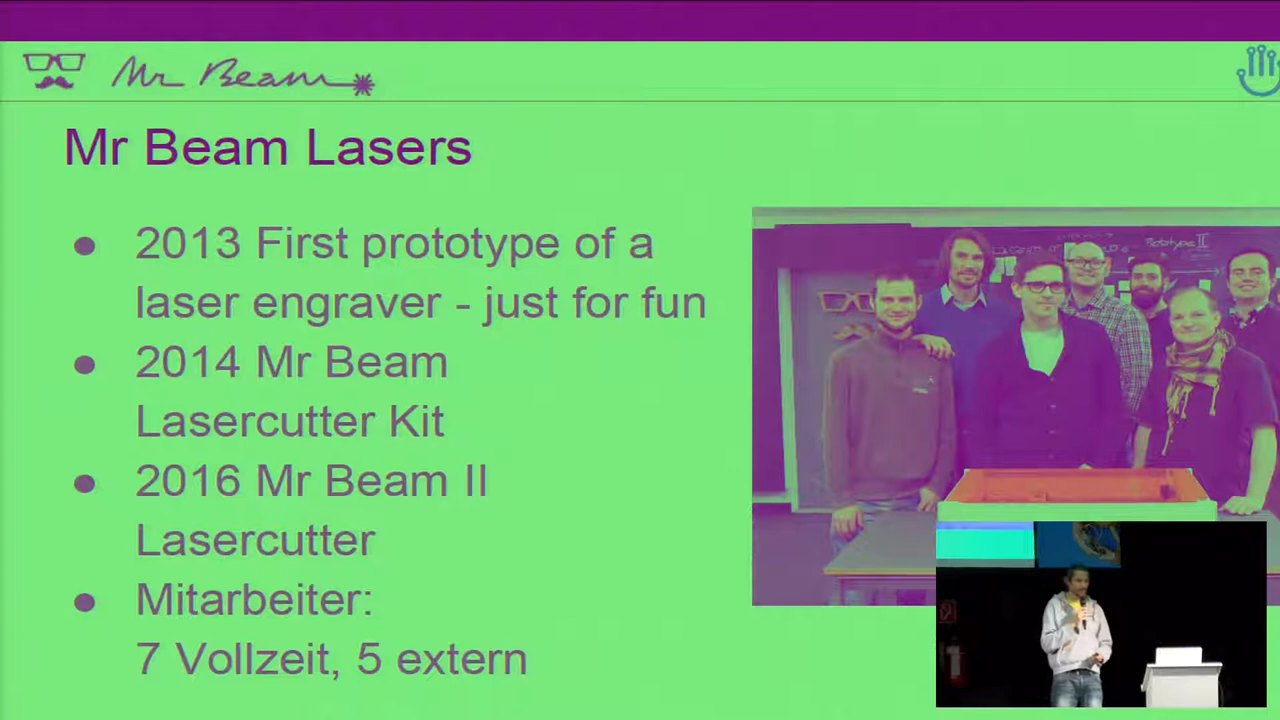 Mr Beam
Mr Beam Lasers
● 2013 First prototype of a
laser engraver - just for fun
● 2014 Mr Beam
Lasercutter Kit
● 2016 Mr Beam II
Lasercutter
● Mitarbeiter:
7 Vollzeit, 5 extern